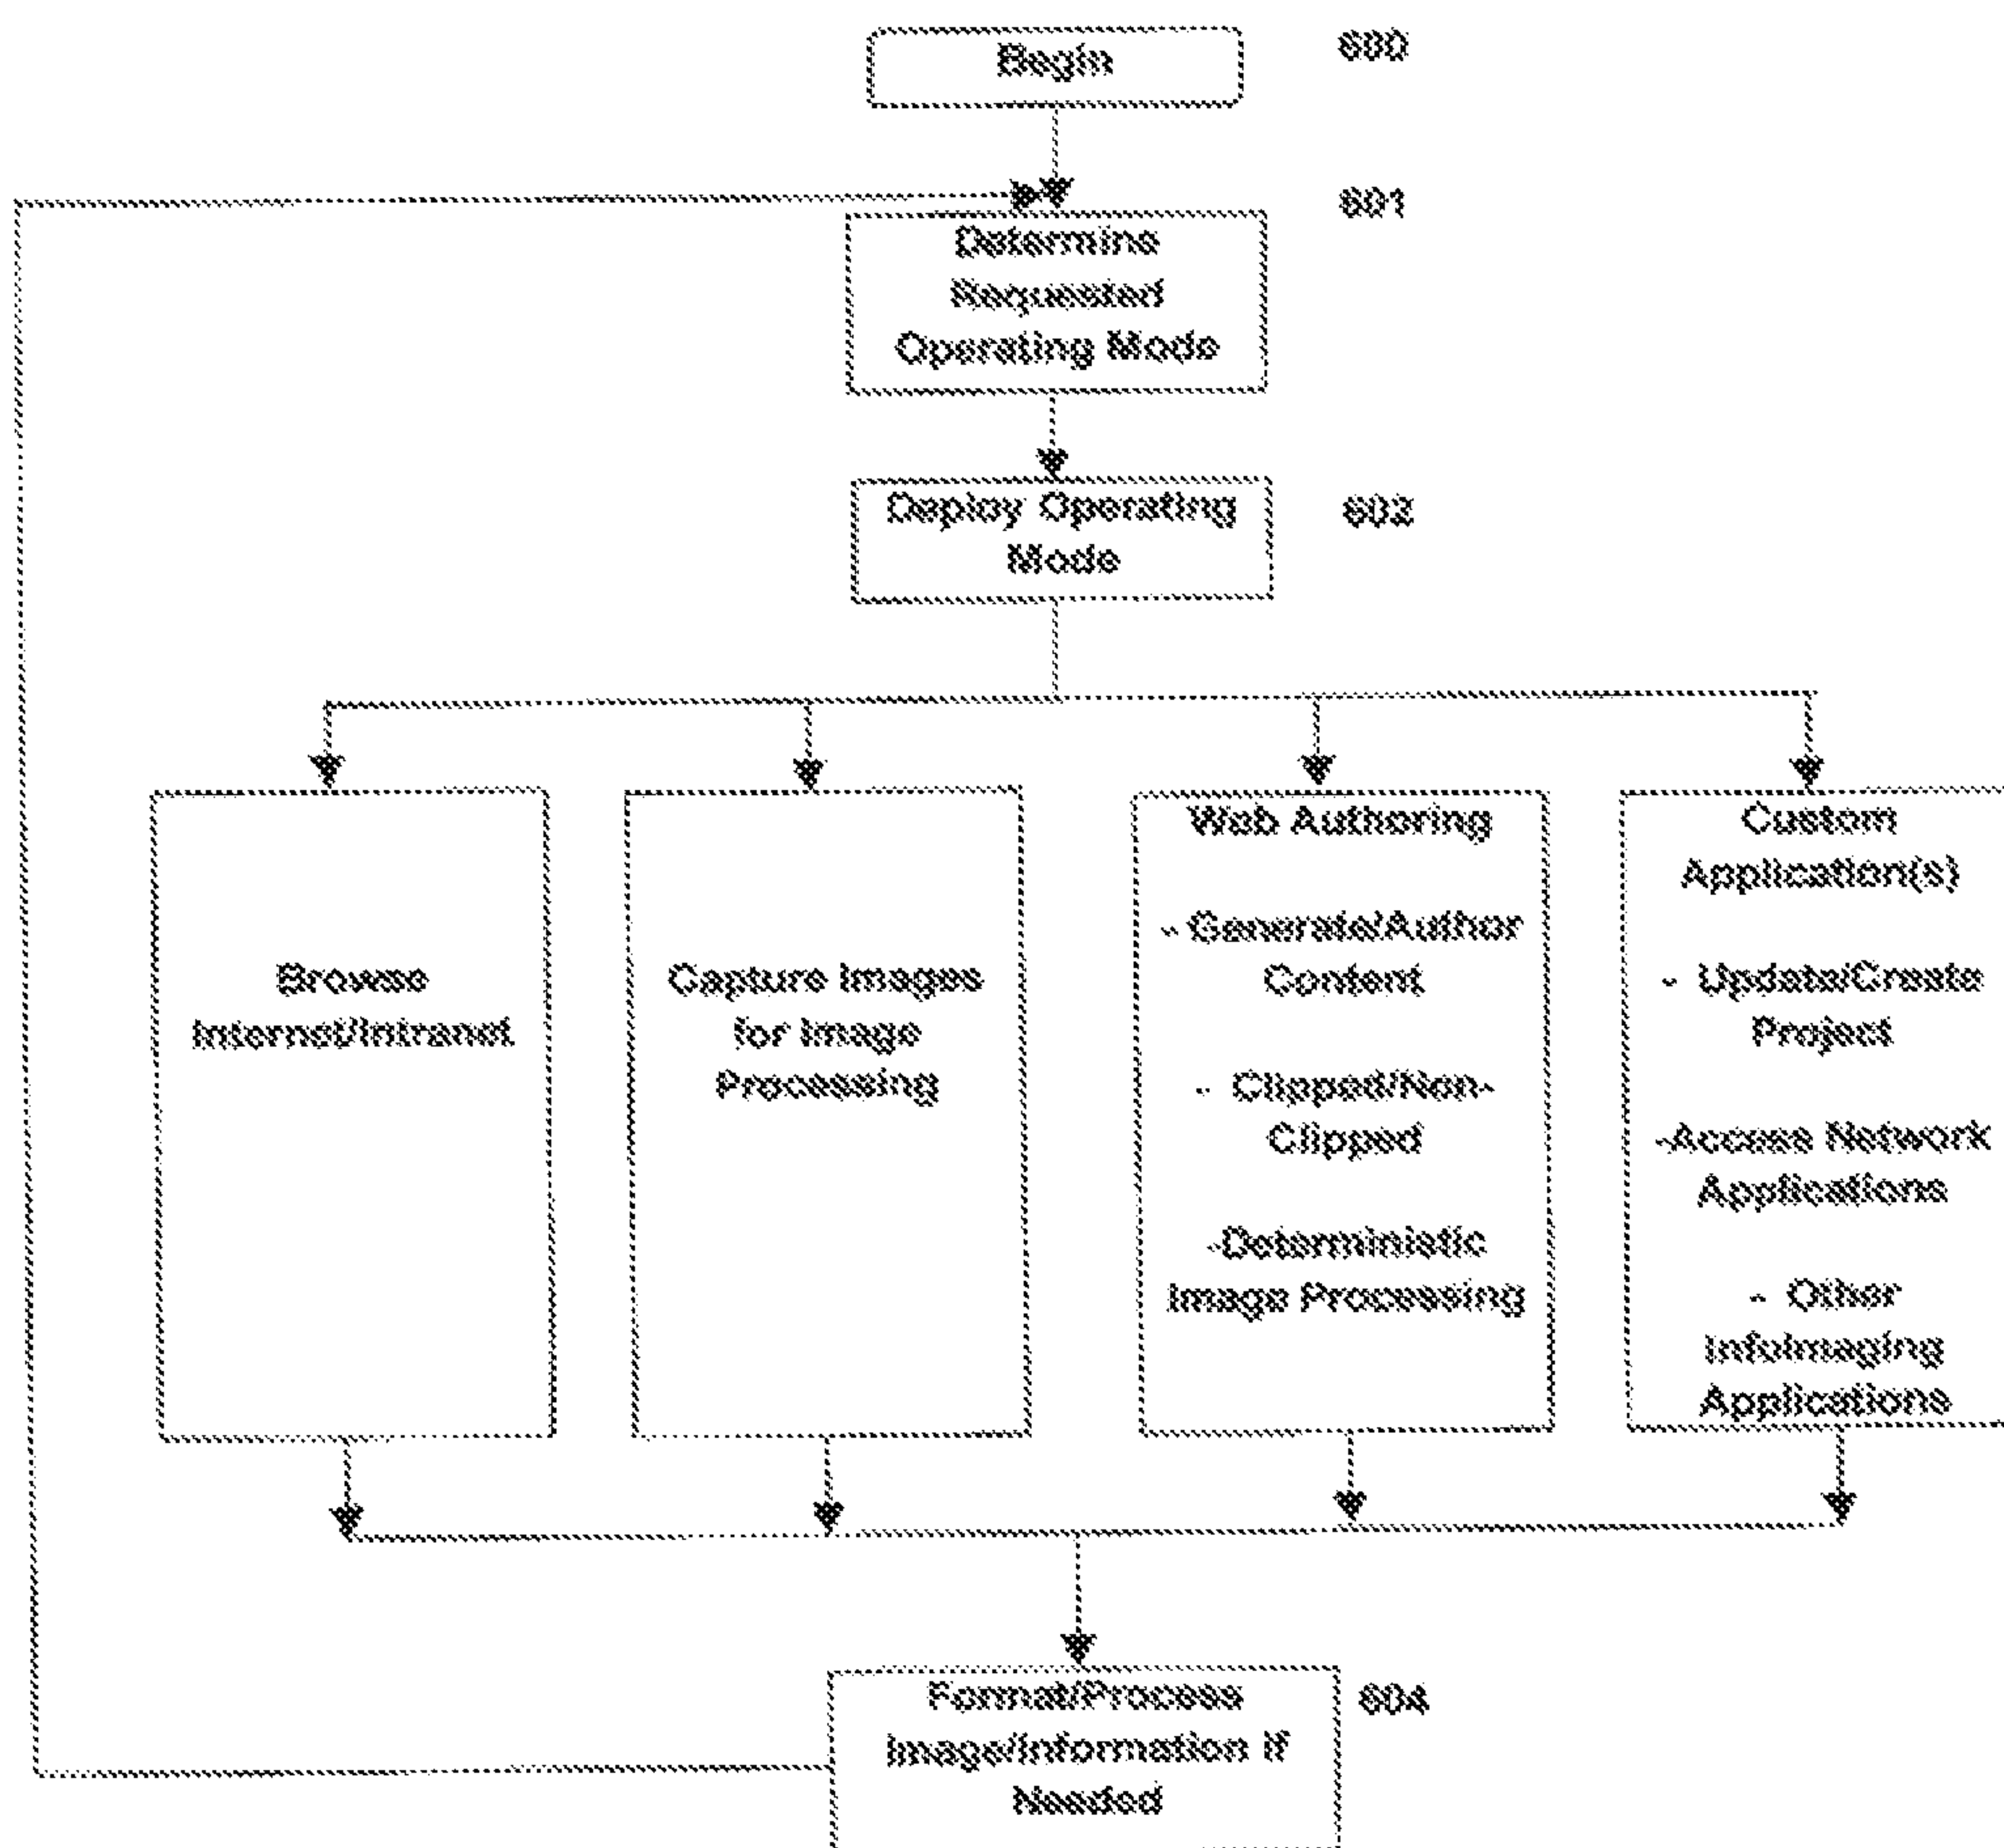 Begin
600
601
Determine
Requested
Operating Mode
Deploy Operating
Mode
602
Browse
Internet/Intranet
Capture Images
for Image
Processing
Web Authoring
- Generate/Author
Content
- Clipped/Non-
Clipped
-Deterministic
Image Processing
Custom
Application(s)
- Update/Create
Project
-Access Network
Applications
- Other
InfoImaging
Applications
Format/Process
Image/Information If
Needed
604